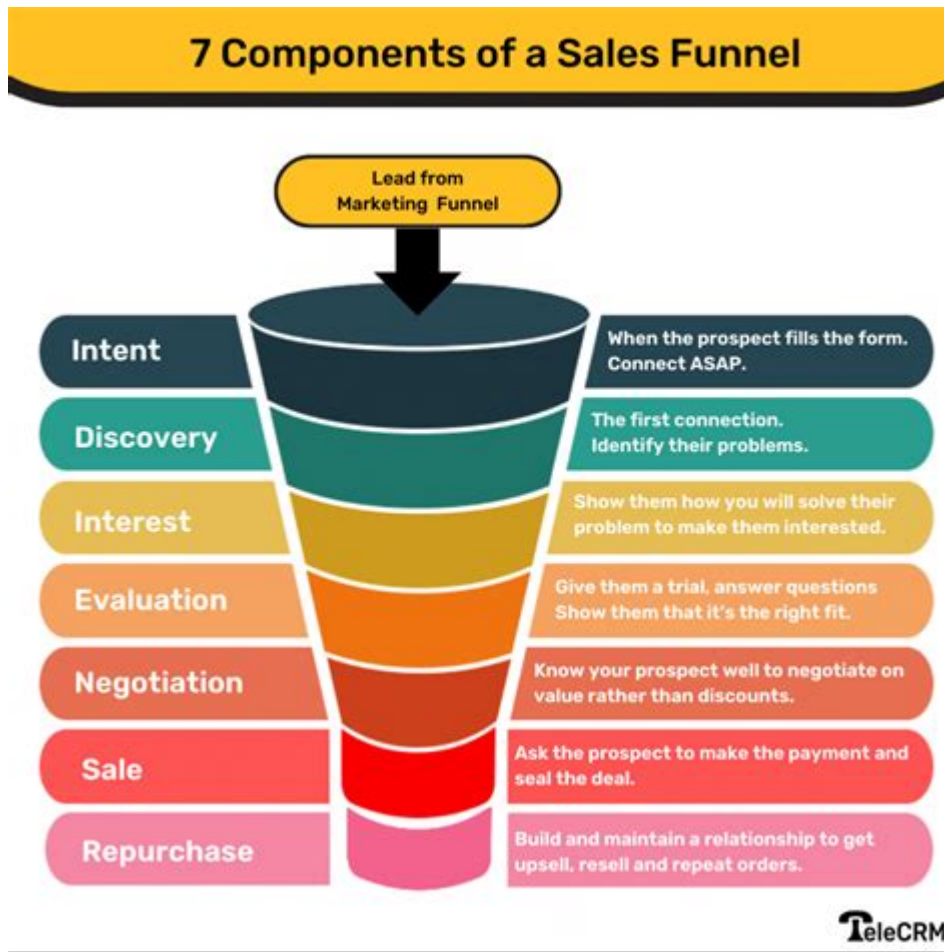 7 Components of a Sales Funnel
Lead from
Marketing Funnel
Intent
When the prospect fills the form.
Connect ASAP.
Discovery
The first connection.
Identify their problems.
Interest
Show them how you will solve their
problem to make them interested.
Evaluation
Give them a trial, answer questions
Show them that it's the right fit.
Negotiation
Know your prospect well to negotiate on
value rather than discounts.
Sale
Ask the prospect to make the payment and
seal the deal.
Repurchase
Build and maintain a relationship to get
upsell, resell and repeat orders.
TeleCRM